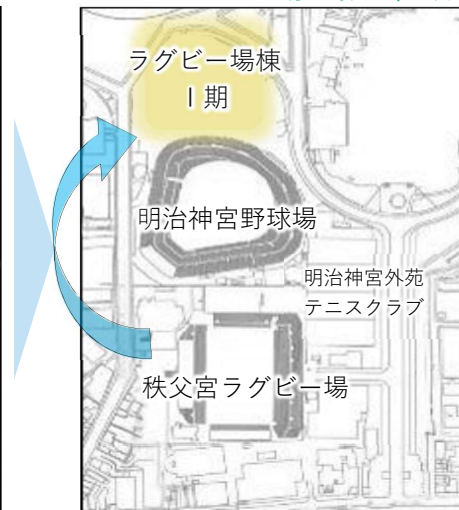 ラグビー場棟
Ⅰ期
明治神宮野球場
明治神宮外苑
テニスクラブ
秩父宮ラグビー場